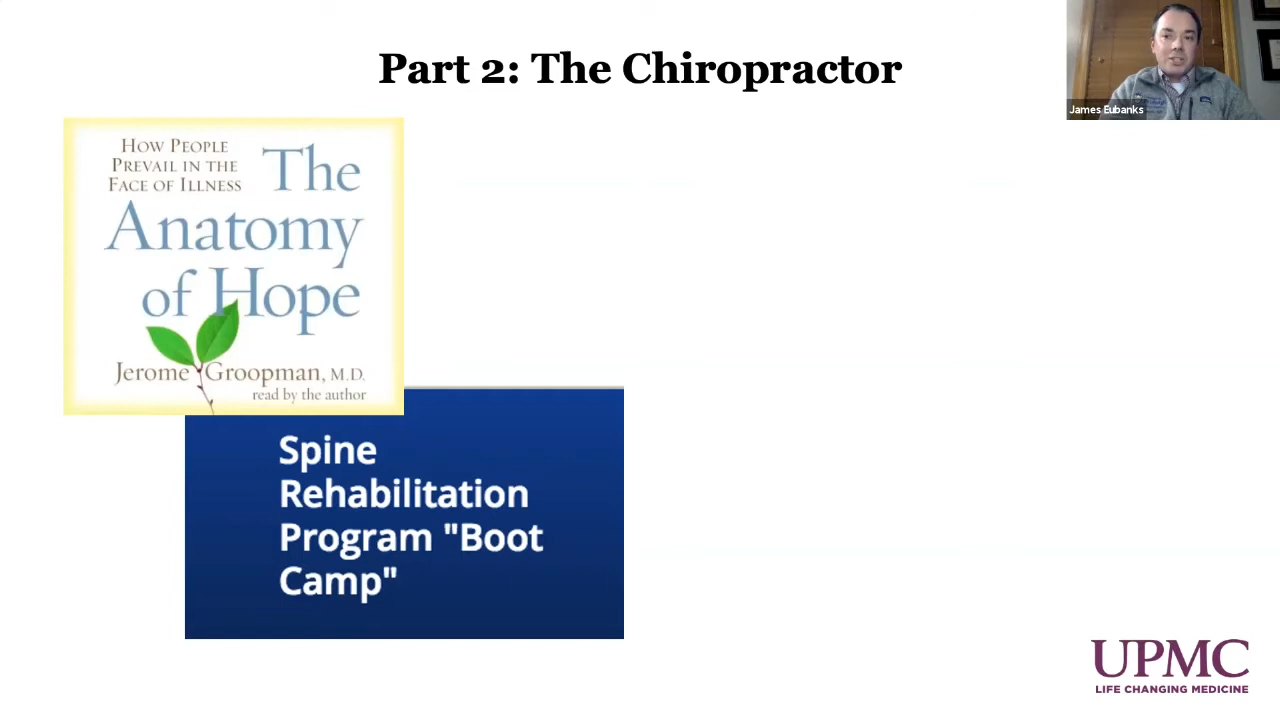 Part 2: The Chiropractor
James Eubanks
HOW PEOPLE
PREVAIL IN THE
FACE OF ILLNESS
The
Anatomy
of Hope
Jerome Groopman, M.D.
read by the author
Spine
Rehabilitation
Program "Boot
Camp"
UPMC
LIFE CHANGING MEDICINE